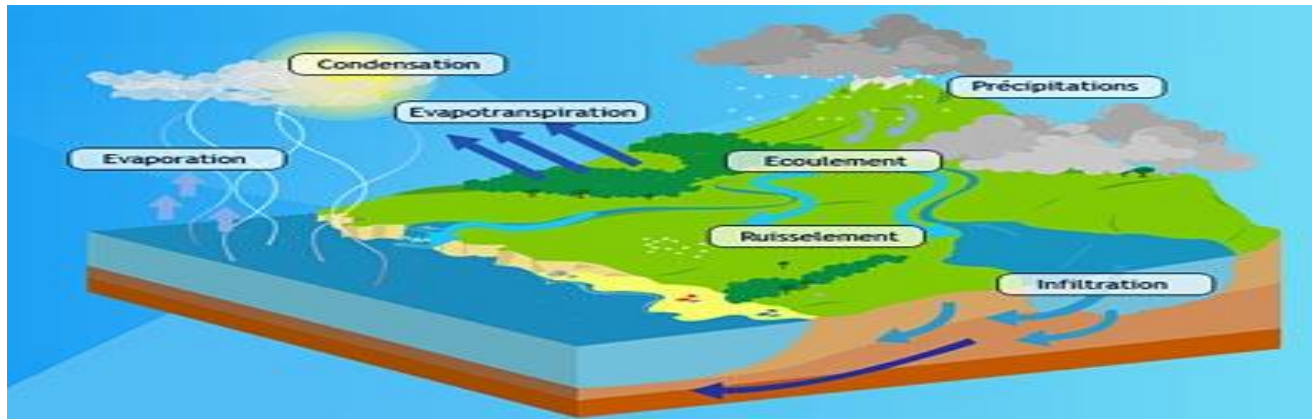 Condensation
Précipitations
Evapotranspiration
Evaporation
Ecoulement
Ruisselement
Infiltration